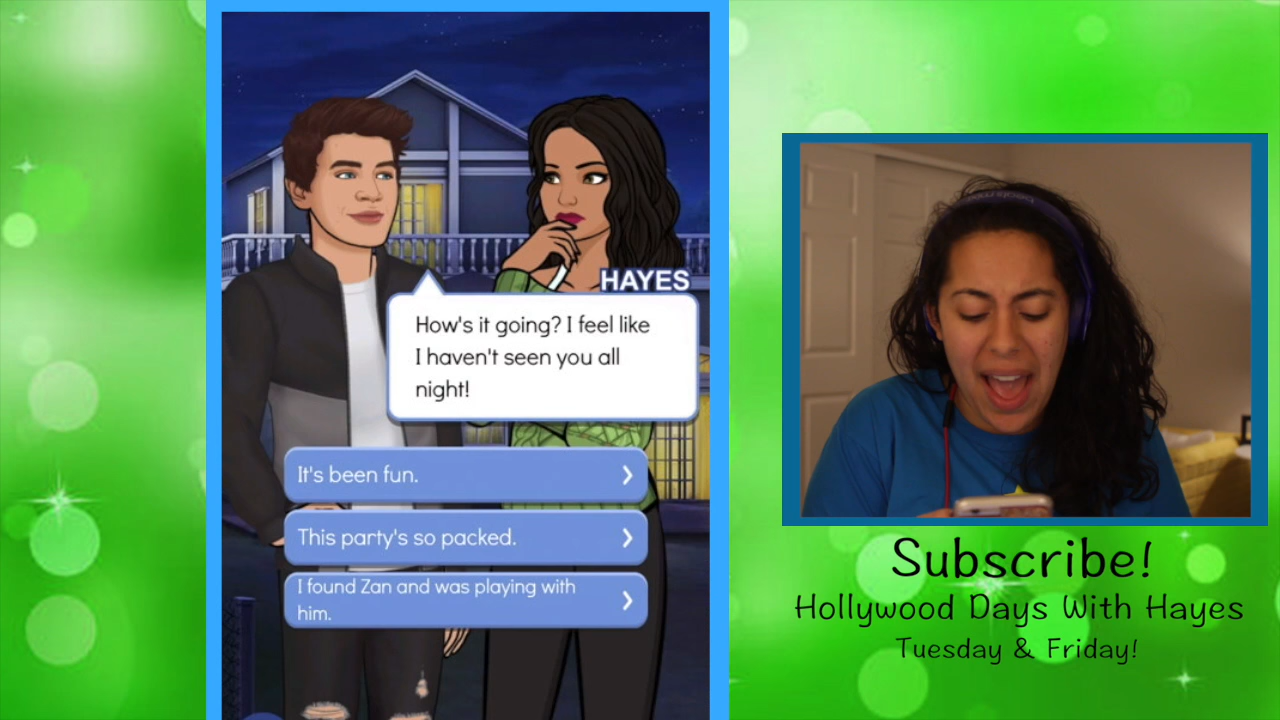 HAYES
How's it going? I feel like
I haven't seen you all
night!
It's been fun.
This party's so packed.
I found Zan and was playing with
him.
Subscribe!
Hollywood Days With Hayes
Tuesday & Friday!